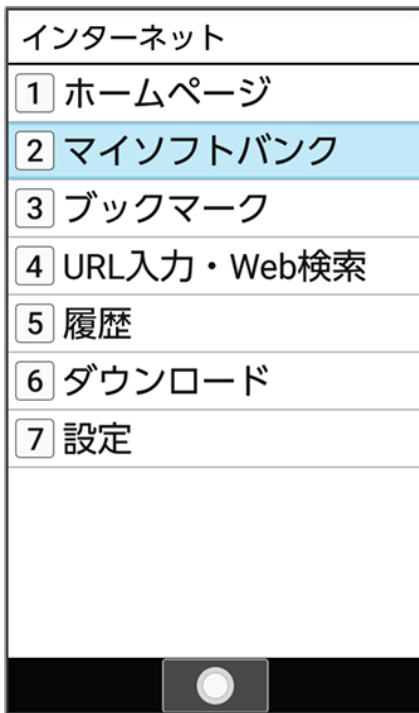 インターネット
1 ホームページ
2 マイソフトバンク
3 ブックマーク
4 URL入力・Web検索
5 履歴
6 ダウンロード
7 設定